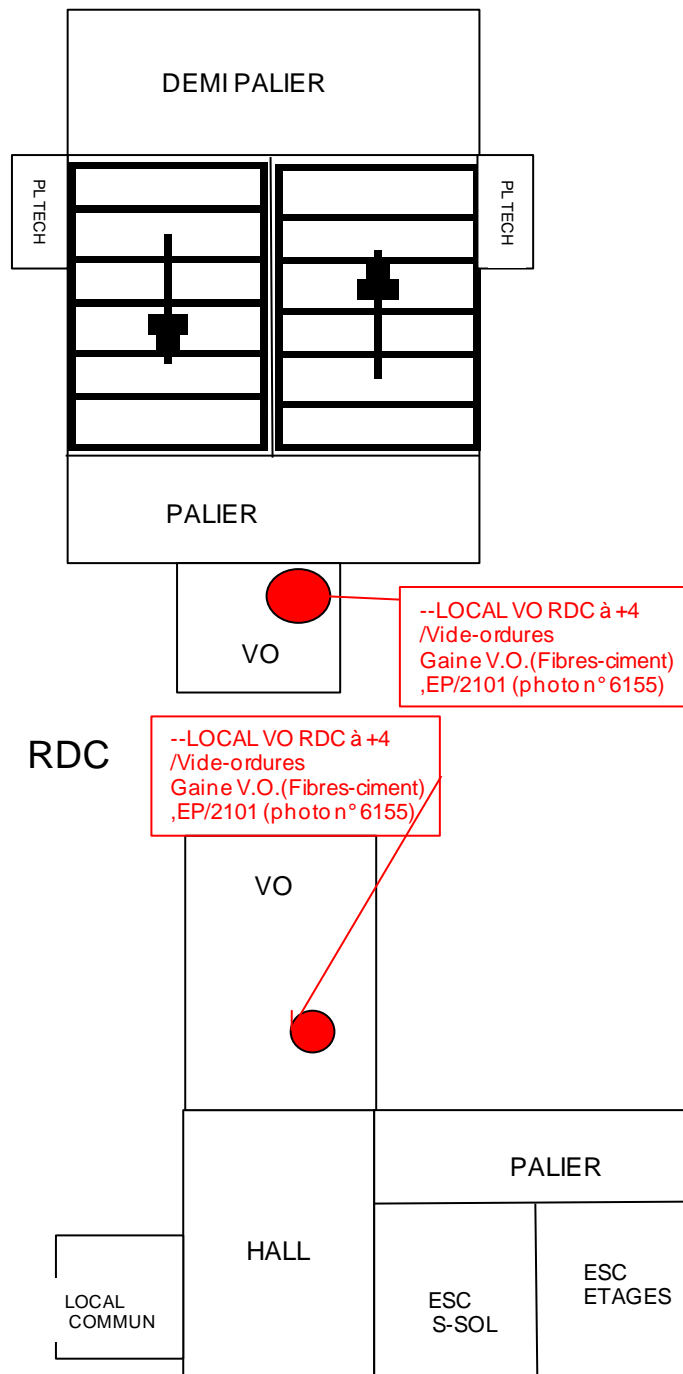 DEMI PALIER
PL TECH
PL TECH
PALIER
VO
--LOCAL VO RDC à +4
/Vide-ordures
Gaine V.O.(Fibres-ciment)
,EP/2101 (photo n° 6155)
RDC
--LOCAL VO RDC à +4
/Vide-ordures
Gaine V.O.(Fibres-ciment)
,EP/2101 (photo n° 6155)
VO
PALIER
HALL
LOCAL
COMMUN
ESC
S-SOL
ESC
ETAGES